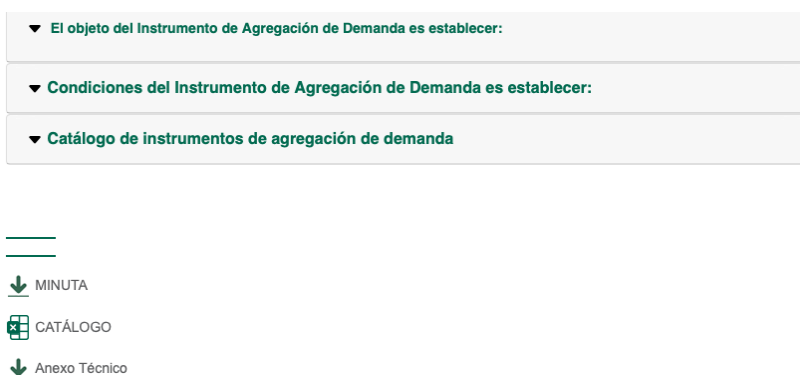 El objeto del Instrumento de Agregación de Demanda es establecer:
Condiciones del Instrumento de Agregación de Demanda es establecer:
Catálogo de instrumentos de agregación de demanda
MINUTA
CATÁLOGO
Anexo Técnico